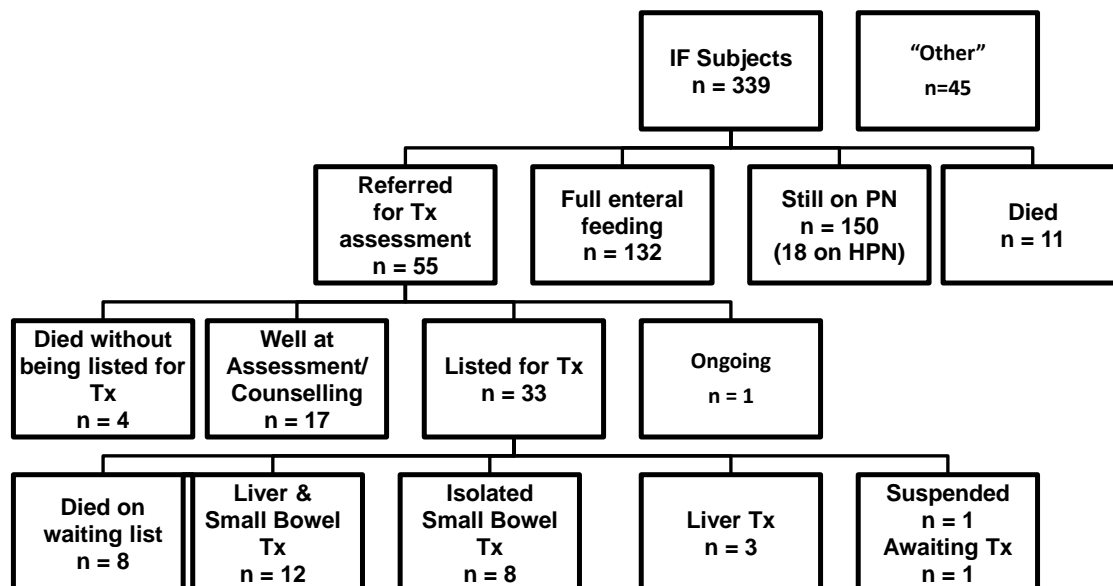 IF Subjects
n = 339
“Other”
n=45
Referred
for Tx
assessment
n = 55
Full enteral
feeding
n = 132
Still on PN
n = 150
(18 on HPN)
Died
n = 11
Died without
being listed for
Tx
n = 4
Well at
Assessment/
Counselling
n = 17
Listed for Tx
n = 33
Ongoing
n = 1
Died on
waiting list
n = 8
Liver &
Small Bowel
Tx
n = 12
Isolated
Small Bowel
Tx
n = 8
Liver Tx
n = 3
Suspended
n = 1
Awaiting Tx
n = 1